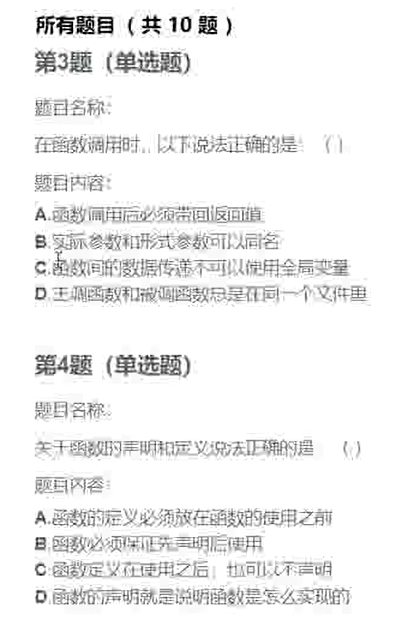 所有题目（共10题）
第3题（单选题）
题目名称：
在函数调用时，以下说法正确的是：（ ）
题目内容：
A.函数调用后必须带回返回值
B.实际参数和形式参数可以同名
C.函数间的数据传递不可以使用全局变量
D.主调函数和被调函数总是在同一个文件里
第4题（单选题）
题目名称：
关于函数的声明和定义说法正确的是 （ ）
题目内容：
A.函数的定义必须放在函数的使用之前
B.函数必须保证先声明后使用
C.函数定义在使用之后，也可以不声明
D.函数的声明就是说明函数是怎么实现的